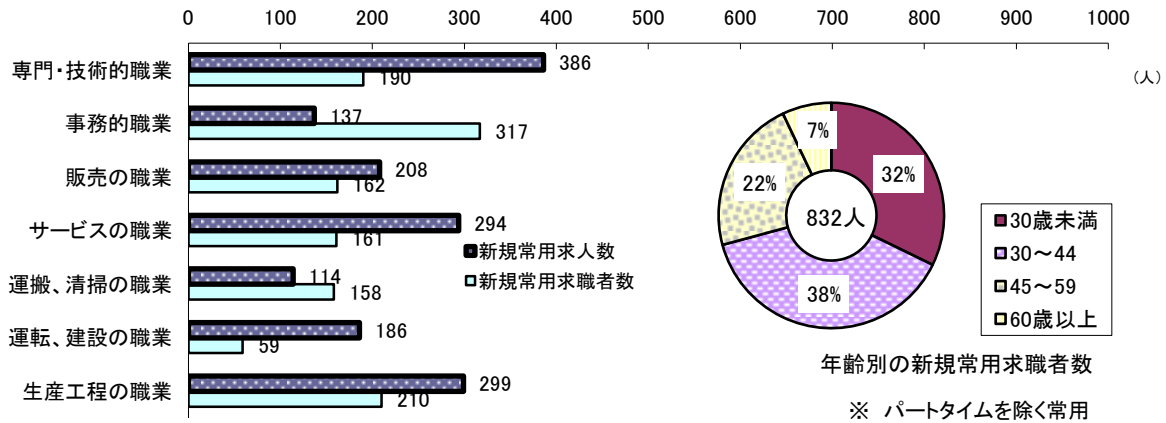 0 100 200 300 400 500 600 700 800 900 1000
(人)
専門・技術的職業 386
190
事務的職業 137
317
販売の職業 208
162
サービスの職業 294
161
運搬、清掃の職業 114
158
運転、建設の職業 186
59
生産工程の職業 299
210
新規常用求人数
新規常用求職者数
7%
32%
22%
832人
38%
30歳未満
30～44
45～59
60歳以上
年齢別の新規常用求職者数
※ パートタイムを除く常用